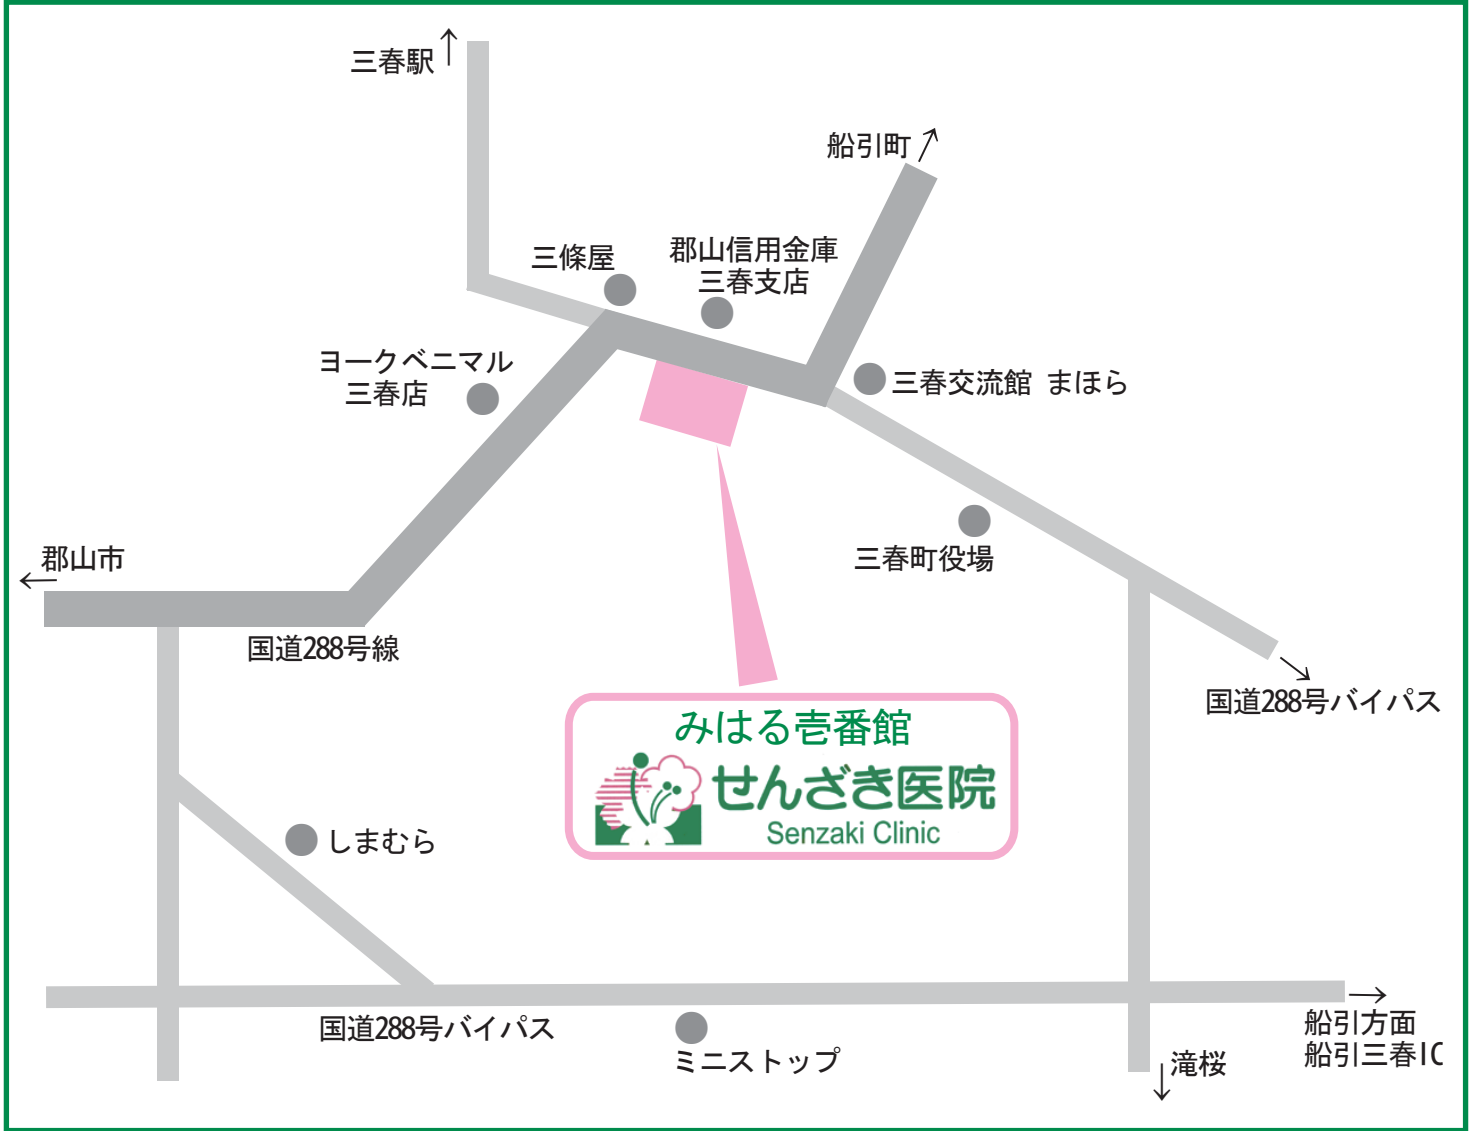 三春駅
船引町
三條屋
郡山信用金庫
三春支店
ヨークベニマル
三春店
三春交流館 まほら
三春町役場
郡山市
国道288号線
国道288号バイパス
みはる壱番館
せんざき医院
Senzaki Clinic
しまむら
国道288号バイパス
ミニストップ
船引方面
船引三春IC
滝桜